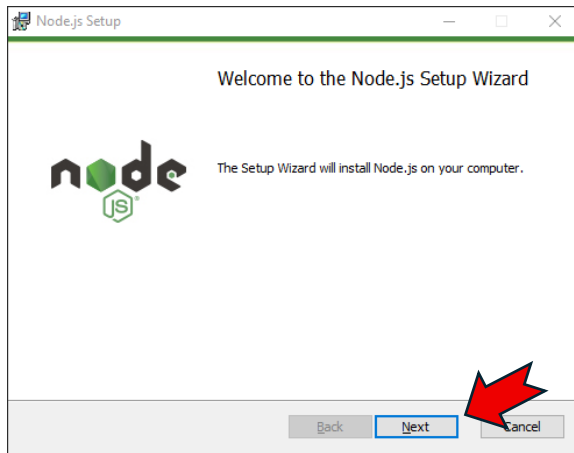 Node.js Setup
Welcome to the Node.js Setup Wizard
node
JS
The Setup Wizard will install Node.js on your computer.
Back Next Cancel